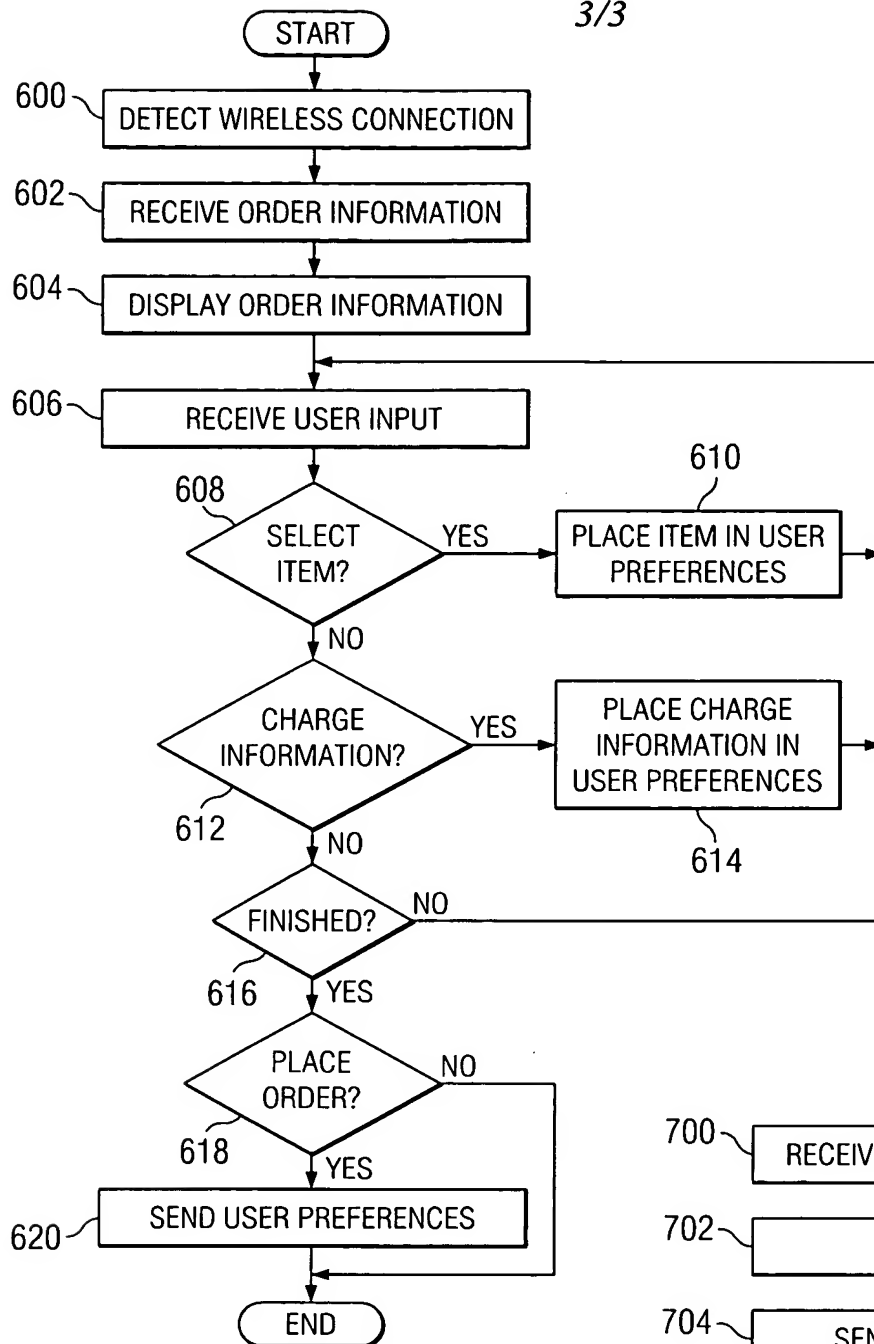 3/3
START
600
DETECT WIRELESS CONNECTION
602
RECEIVE ORDER INFORMATION
604
DISPLAY ORDER INFORMATION
606
RECEIVE USER INPUT
608
SELECT
ITEM?
YES
610
PLACE ITEM IN USER
PREFERENCES
NO
CHARGE
INFORMATION?
612
YES
PLACE CHARGE
INFORMATION IN
USER PREFERENCES
614
NO
FINISHED?
616
NO
YES
PLACE
ORDER?
618
NO
YES
620
SEND USER PREFERENCES
END
700
702
704